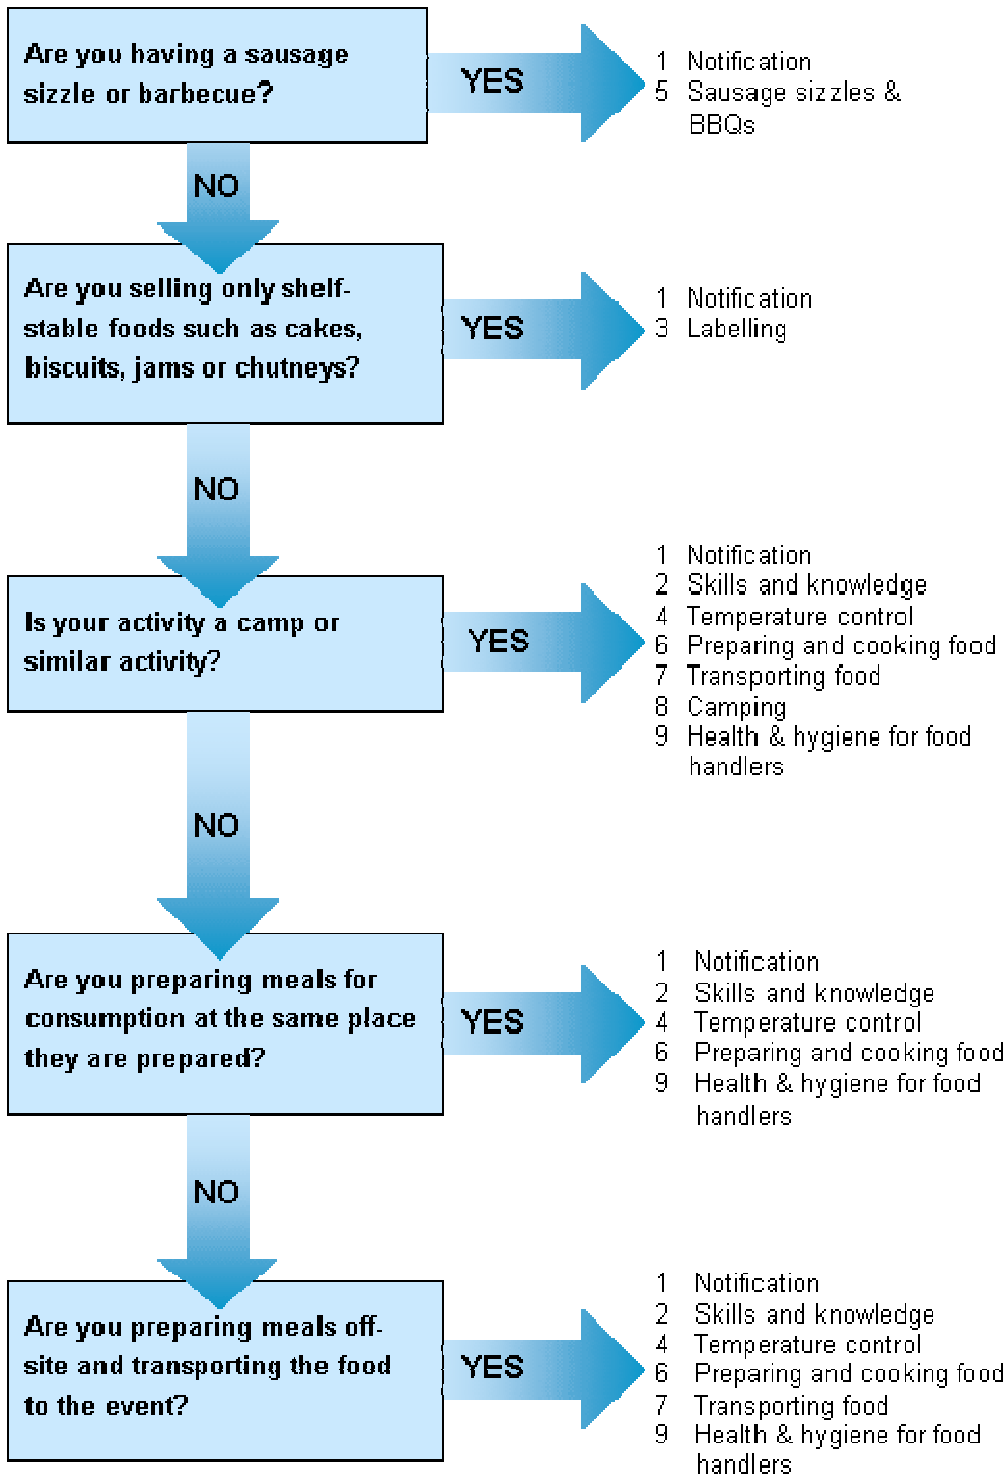 Are you having a sausage
sizzle or barbecue?
YES
1 Notification
5 Sausage sizzles &
BBQs
NO
Are you selling only shelf-
stable foods such as cakes,
biscuits, jams or chutneys?
YES
1 Notification
3 Labelling
NO
Is your activity a camp or
similar activity?
YES
1 Notification
2 Skills and knowledge
4 Temperature control
6 Preparing and cooking food
7 Transporting food
8 Camping
9 Health & hygiene for food
handlers
NO
Are you preparing meals for
consumption at the same place
they are prepared?
YES
1 Notification
2 Skills and knowledge
4 Temperature control
6 Preparing and cooking food
9 Health & hygiene for food
handlers
NO
Are you preparing meals off-
site and transporting the food
to the event?
YES
1 Notification
2 Skills and knowledge
4 Temperature control
6 Preparing and cooking food
7 Transporting food
9 Health & hygiene for food
handlers